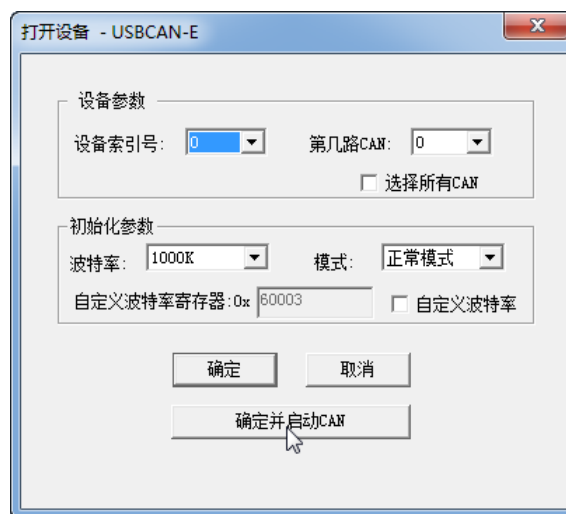 打开设备 - USBCAN-E
设备参数
设备索引号: 0 第几路CAN: 0
选择所有CAN
初始化参数
波特率: 1000K 模式: 正常模式
自定义波特率寄存器:0x 60003 自定义波特率
确定 取消
确定并启动CAN